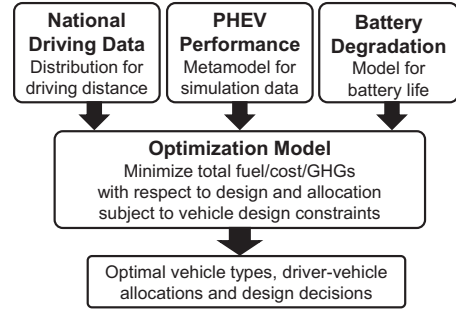 National
Driving Data
Distribution for
driving distance
PHEV
Performance
Metamodel for
simulation data
Battery
Degradation
Model for
battery life
Optimization Model
Minimize total fuel/cost/GHGs
with respect to design and allocation
subject to vehicle design constraints
Optimal vehicle types, driver-vehicle
allocations and design decisions